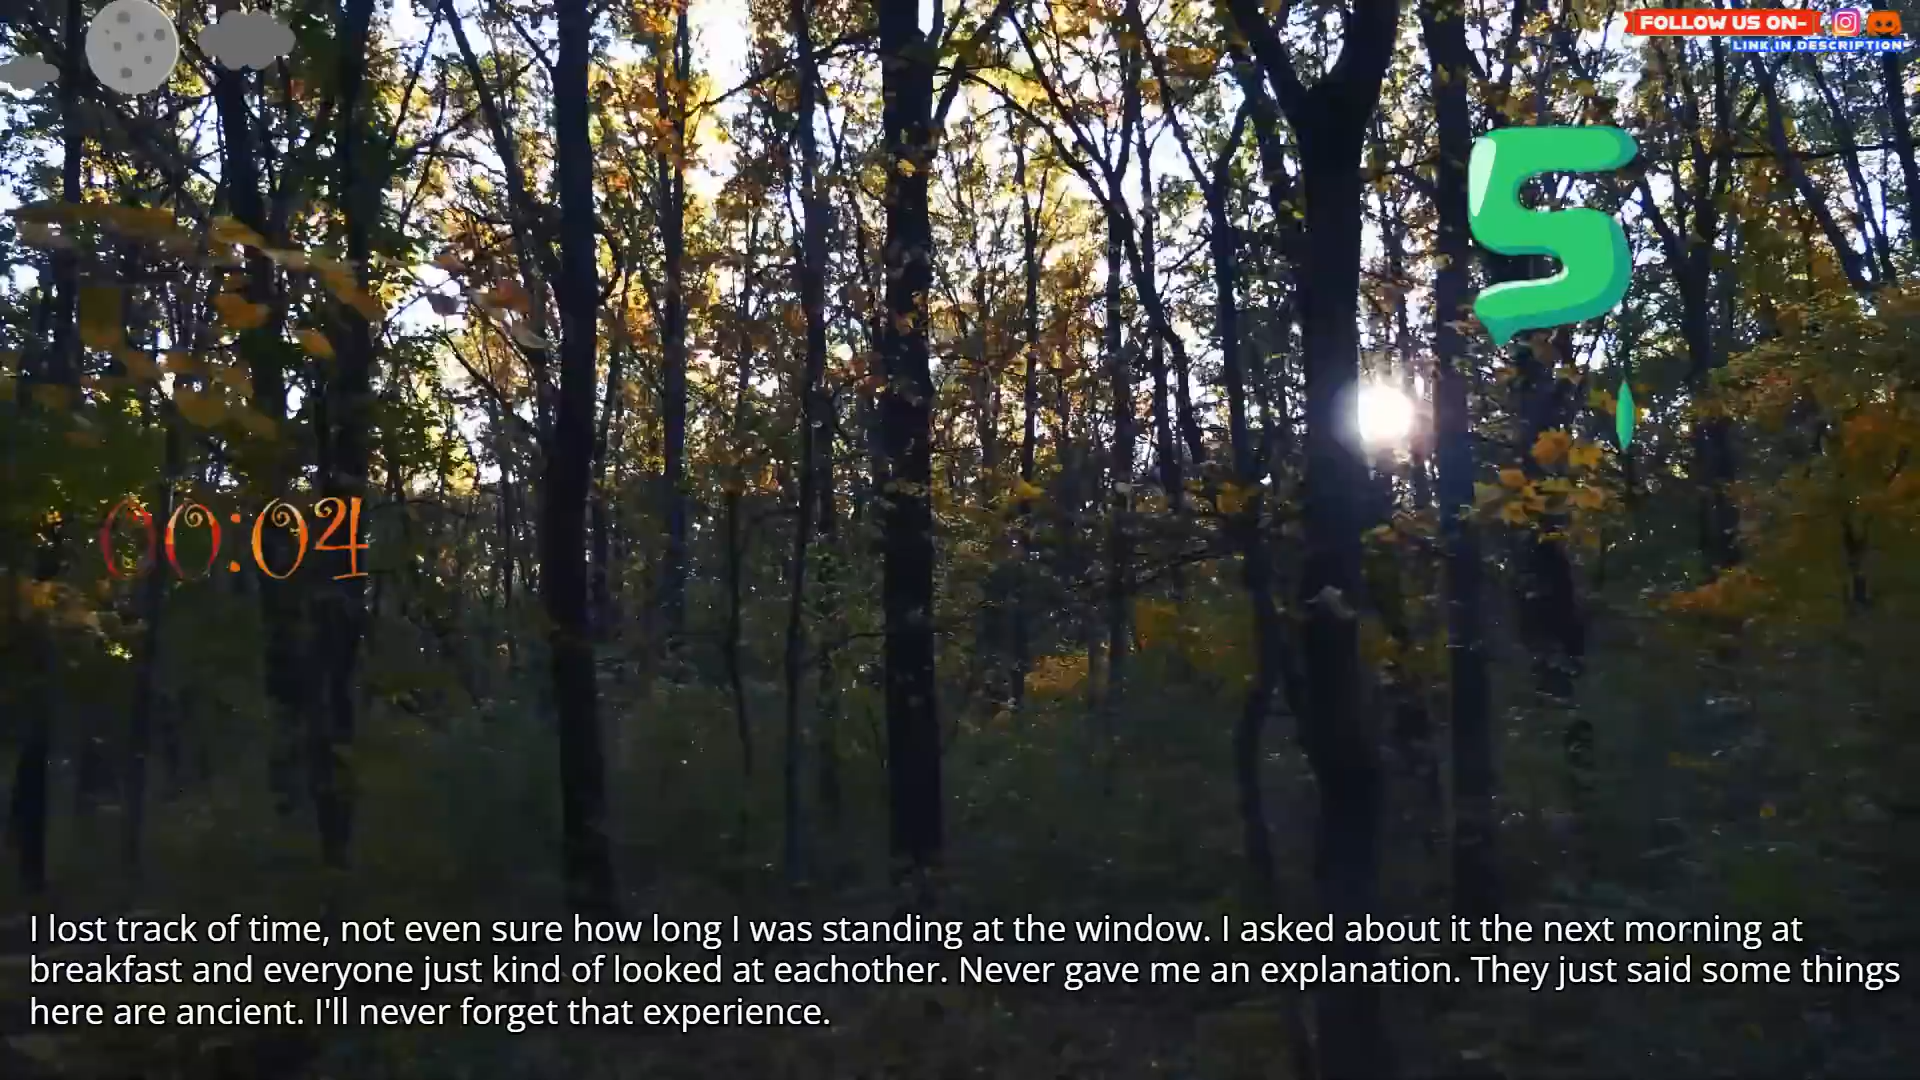 FOLLOW US ON-
LINK IN DESCRIPTION
5
00:04
I lost track of time, not even sure how long I was standing at the window. I asked about it the next morning at
breakfast and everyone just kind of looked at eachother. Never gave me an explanation. They just said some things
here are ancient. I'll never forget that experience.